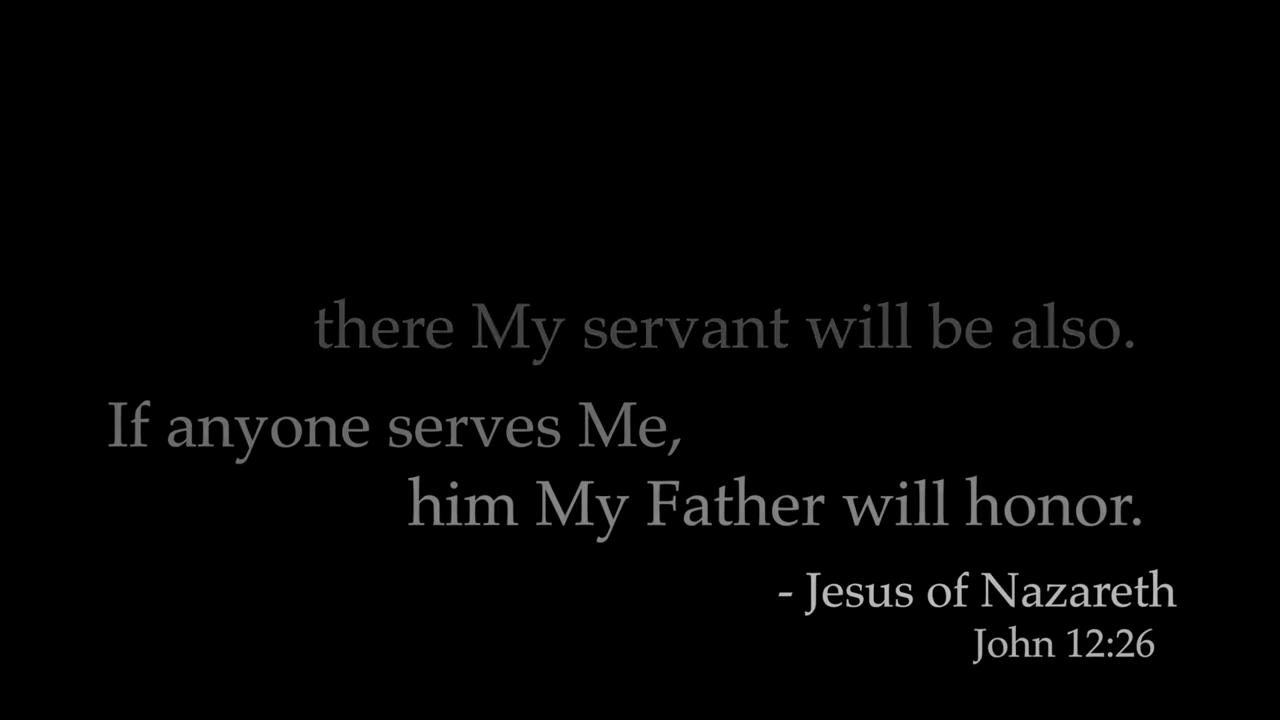 there My servant will be also.
If anyone serves Me,
him My Father will honor.
- Jesus of Nazareth
John 12:26